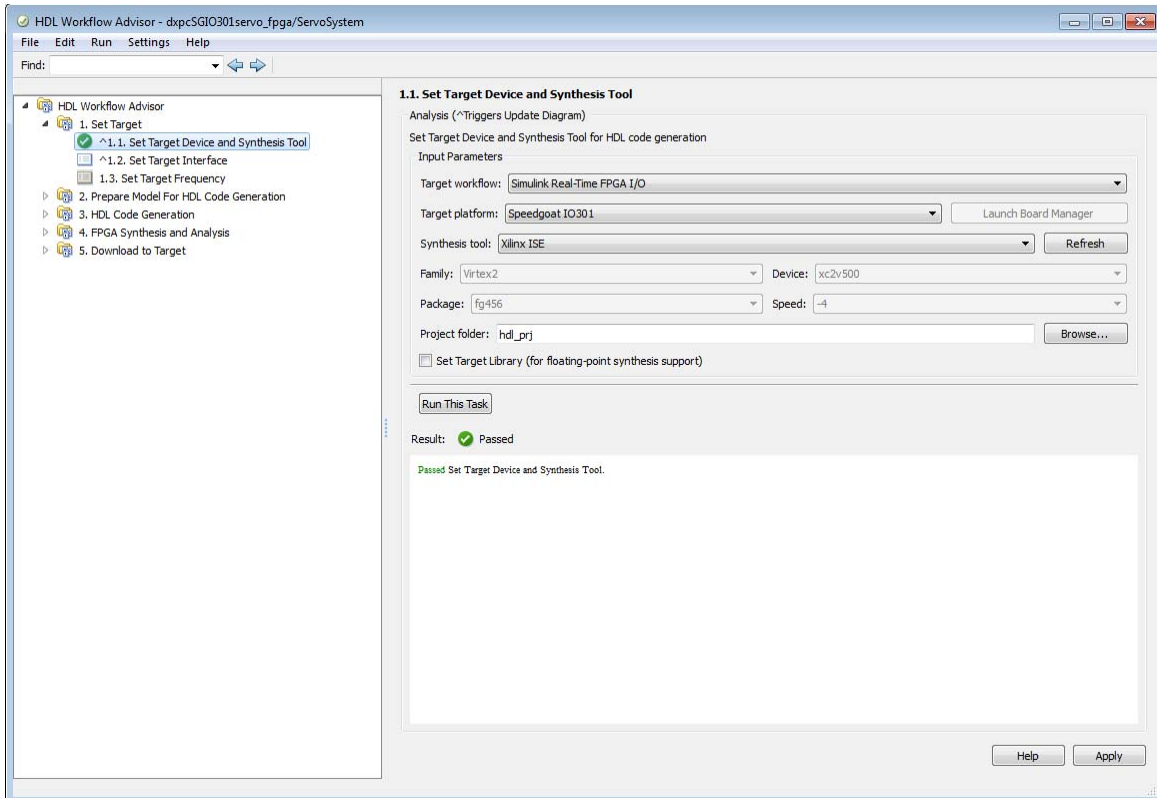 HDL Workflow Advisor - dxpcSGIO301servo_fpga/ServoSystem
File Edit Run Settings Help
Find:
HDL Workflow Advisor
1. Set Target
^1.1. Set Target Device and Synthesis Tool
^1.2. Set Target Interface
1.3. Set Target Frequency
2. Prepare Model For HDL Code Generation
3. HDL Code Generation
4. FPGA Synthesis and Analysis
5. Download to Target
1.1. Set Target Device and Synthesis Tool
Analysis (^Triggers Update Diagram)
Set Target Device and Synthesis Tool for HDL code generation
Input Parameters
Target workflow: Simulink Real-Time FPGA I/O
Target platform: Speedgoat IO301 Launch Board Manager
Synthesis tool: Xilinx ISE Refresh
Family: Virtex2 Device: xc2v500
Package: fg456 Speed: -4
Project folder: hdl_prj Browse...
Set Target Library (for floating-point synthesis support)
Run This Task
Result: Passed
Passed Set Target Device and Synthesis Tool.
Help Apply